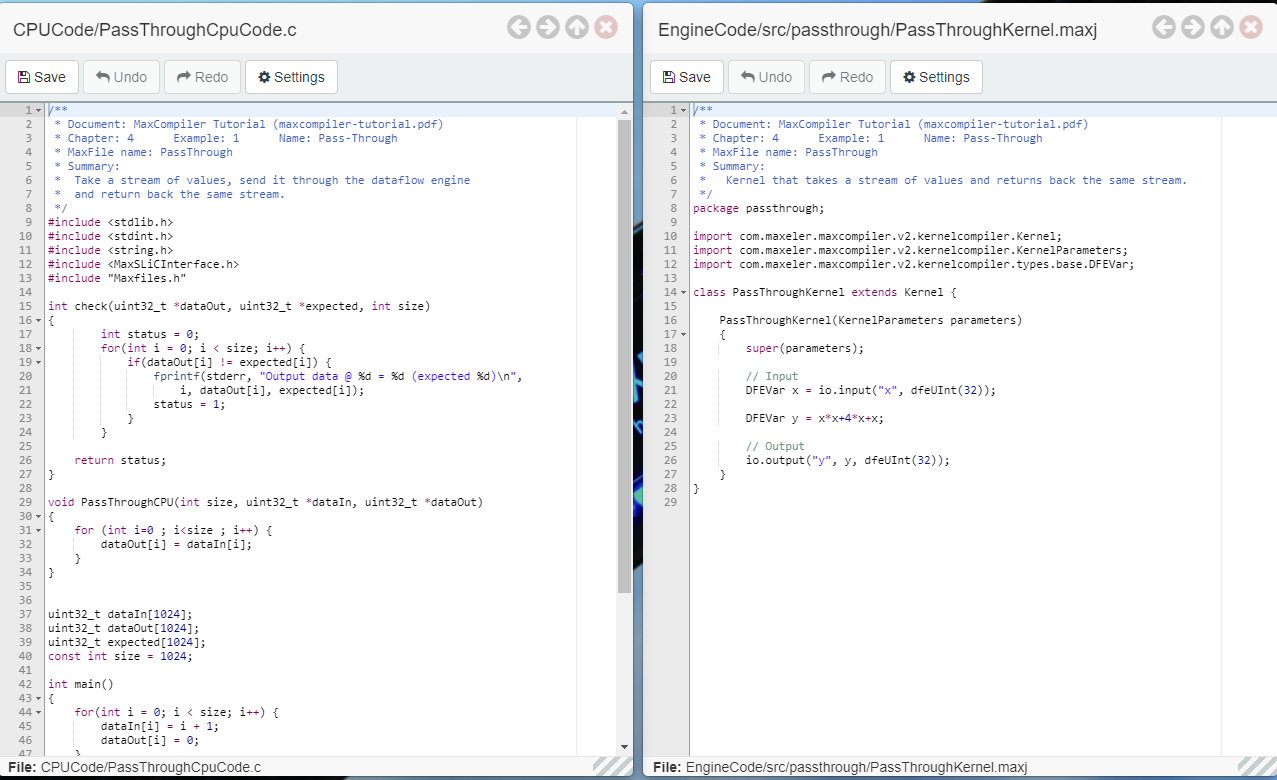 CPUCode/PassThroughCpuCode.c
Save Undo Redo Settings
1 /**
2  * Document: MaxCompiler Tutorial (maxcompiler-tutorial.pdf)
3  * Chapter: 4      Example: 1      Name: Pass-Through
4  * MaxFile name: PassThrough
5  * Summary:
6  *  Take a stream of values, send it through the dataflow engine
7  *  and return back the same stream.
8  */
9 #include <stdlib.h>
10 #include <stdint.h>
11 #include <string.h>
12 #include <MaxSLiCInterface.h>
13 #include "Maxfiles.h"
14
15 int check(uint32_t *dataOut, uint32_t *expected, int size)
16 {
17         int status = 0;
18         for(int i = 0; i < size; i++) {
19             if(dataOut[i] != expected[i]) {
20                 fprintf(stderr, "Output data @ %d = %d (expected %d)\n",
21                     i, dataOut[i], expected[i]);
22                 status = 1;
23             }
24         }
25
26     return status;
27 }
28
29 void PassThroughCPU(int size, uint32_t *dataIn, uint32_t *dataOut)
30 {
31     for (int i=0 ; i<size ; i++) {
32         dataOut[i] = dataIn[i];
33     }
34 }
35
36
37 uint32_t dataIn[1024];
38 uint32_t dataOut[1024];
39 uint32_t expected[1024];
40 const int size = 1024;
41
42 int main()
43 {
44     for(int i = 0; i < size; i++) {
45         dataIn[i] = i + 1;
46         dataOut[i] = 0;
47     }
File: CPUCode/PassThroughCpuCode.c
EngineCode/src/passthrough/PassThroughKernel.maxj
Save Undo Redo Settings
1 /**
2  * Document: MaxCompiler Tutorial (maxcompiler-tutorial.pdf)
3  * Chapter: 4      Example: 1      Name: Pass-Through
4  * MaxFile name: PassThrough
5  * Summary:
6  *   Kernel that takes a stream of values and returns back the same stream.
7  */
8 package passthrough;
9
10 import com.maxeler.maxcompiler.v2.kernelcompiler.Kernel;
11 import com.maxeler.maxcompiler.v2.kernelcompiler.KernelParameters;
12 import com.maxeler.maxcompiler.v2.kernelcompiler.types.base.DFEVar;
13
14 class PassThroughKernel extends Kernel {
15
16     PassThroughKernel(KernelParameters parameters)
17     {
18         super(parameters);
19
20         // Input
21         DFEVar x = io.input("x", dfeUInt(32));
22
23         DFEVar y = x*x+4*x+x;
24
25         // Output
26         io.output("y", y, dfeUInt(32));
27     }
28 }
29
File: EngineCode/src/passthrough/PassThroughKernel.maxj